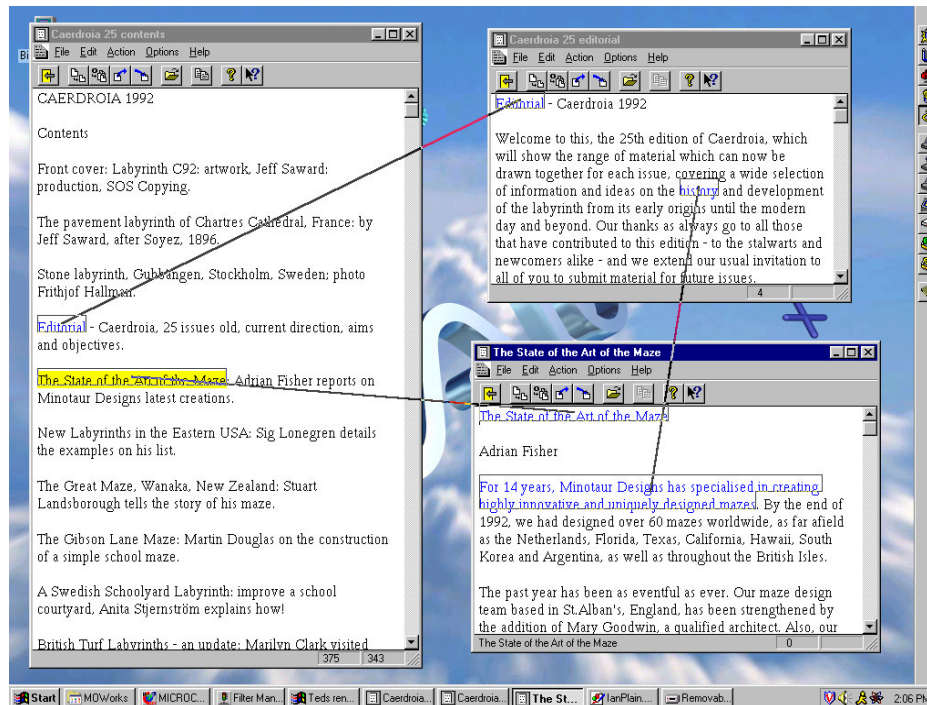 Caerdroia 25 contents
File Edit Action Options Help
CAERDROIA 1992
Contents
Front cover: Labyrinth C92: artwork, Jeff Saward:
production, SOS Copying.
The pavement labyrinth of Chartres Cathedral, France: by
Jeff Saward, after Soyez, 1896.
Stone labyrinth, Gubbangen, Stockholm, Sweden; photo
Frithjof Hallman.
Editorial - Caerdroia, 25 issues old, current direction, aims
and objectives.
The State of the Art of the Maze: Adrian Fisher reports on
Minotaur Designs latest creations.
New Labyrinths in the Eastern USA: Sig Lonegren details
the examples on his list.
The Great Maze, Wanaka, New Zealand: Stuart
Landsborough tells the story of his maze.
The Gibson Lane Maze: Martin Douglas on the construction
of a simple school maze.
A Swedish Schoolyard Labyrinth: improve a school
courtyard, Anita Stjernström explains how!
British Turf Labyrinths - an update: Marilyn Clark visited
375 343
Caerdroia 25 editorial
File Edit Action Options Help
Editorial - Caerdroia 1992
Welcome to this, the 25th edition of Caerdroia, which
will show the range of material which can now be
drawn together for each issue, covering a wide selection
of information and ideas on the history and development
of the labyrinth from its early origins until the modern
day and beyond. Our thanks as always go to all those
that have contributed to this edition - to the stalwarts and
newcomers alike - and we extend our usual invitation to
all of you to submit material for future issues.
4
The State of the Art of the Maze
File Edit Action Options Help
The State of the Art of the Maze
Adrian Fisher
For 14 years, Minotaur Designs has specialised in creating
highly innovative and uniquely designed mazes. By the end of
1992, we had designed over 60 mazes worldwide, as far afield
as the Netherlands, Florida, Texas, California, Hawaii, South
Korea and Argentina, as well as throughout the British Isles.
The past year has been as eventful as ever. Our maze design
team based in St.Alban's, England, has been strengthened by
the addition of Mary Goodwin, a qualified architect. Also, our
The State of the Art of the Maze 0
Start MOWorks MICROC... Filter Man... Teds ren... Caerdroia... Caerdroia... The St... IanPlain.... Removab... 2:06 PM